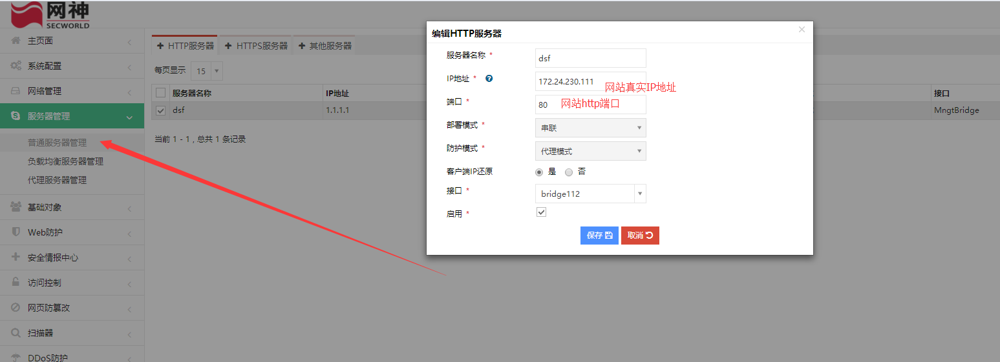 网神
SECWORLD
主页面
系统配置
网络管理
服务器管理
普通服务器管理
负载均衡服务器管理
代理服务器管理
基础对象
Web防护
安全情报中心
访问控制
网页防篡改
扫描器
DDoS防护
HTTP服务器 HTTPS服务器 其他服务器
每页显示 15
服务器名称 IP地址 接口
dsf 1.1.1.1 MngtBridge
当前 1 - 1 , 总共 1 条记录
编辑HTTP服务器 ×
服务器名称 * dsf
IP地址 * 172.24.230.111 网站真实IP地址
端口 * 80 网站http端口
部署模式 * 串联
防护模式 * 代理模式
客户端IP还原 是 否
接口 * bridge112
启用 *
保存 取消